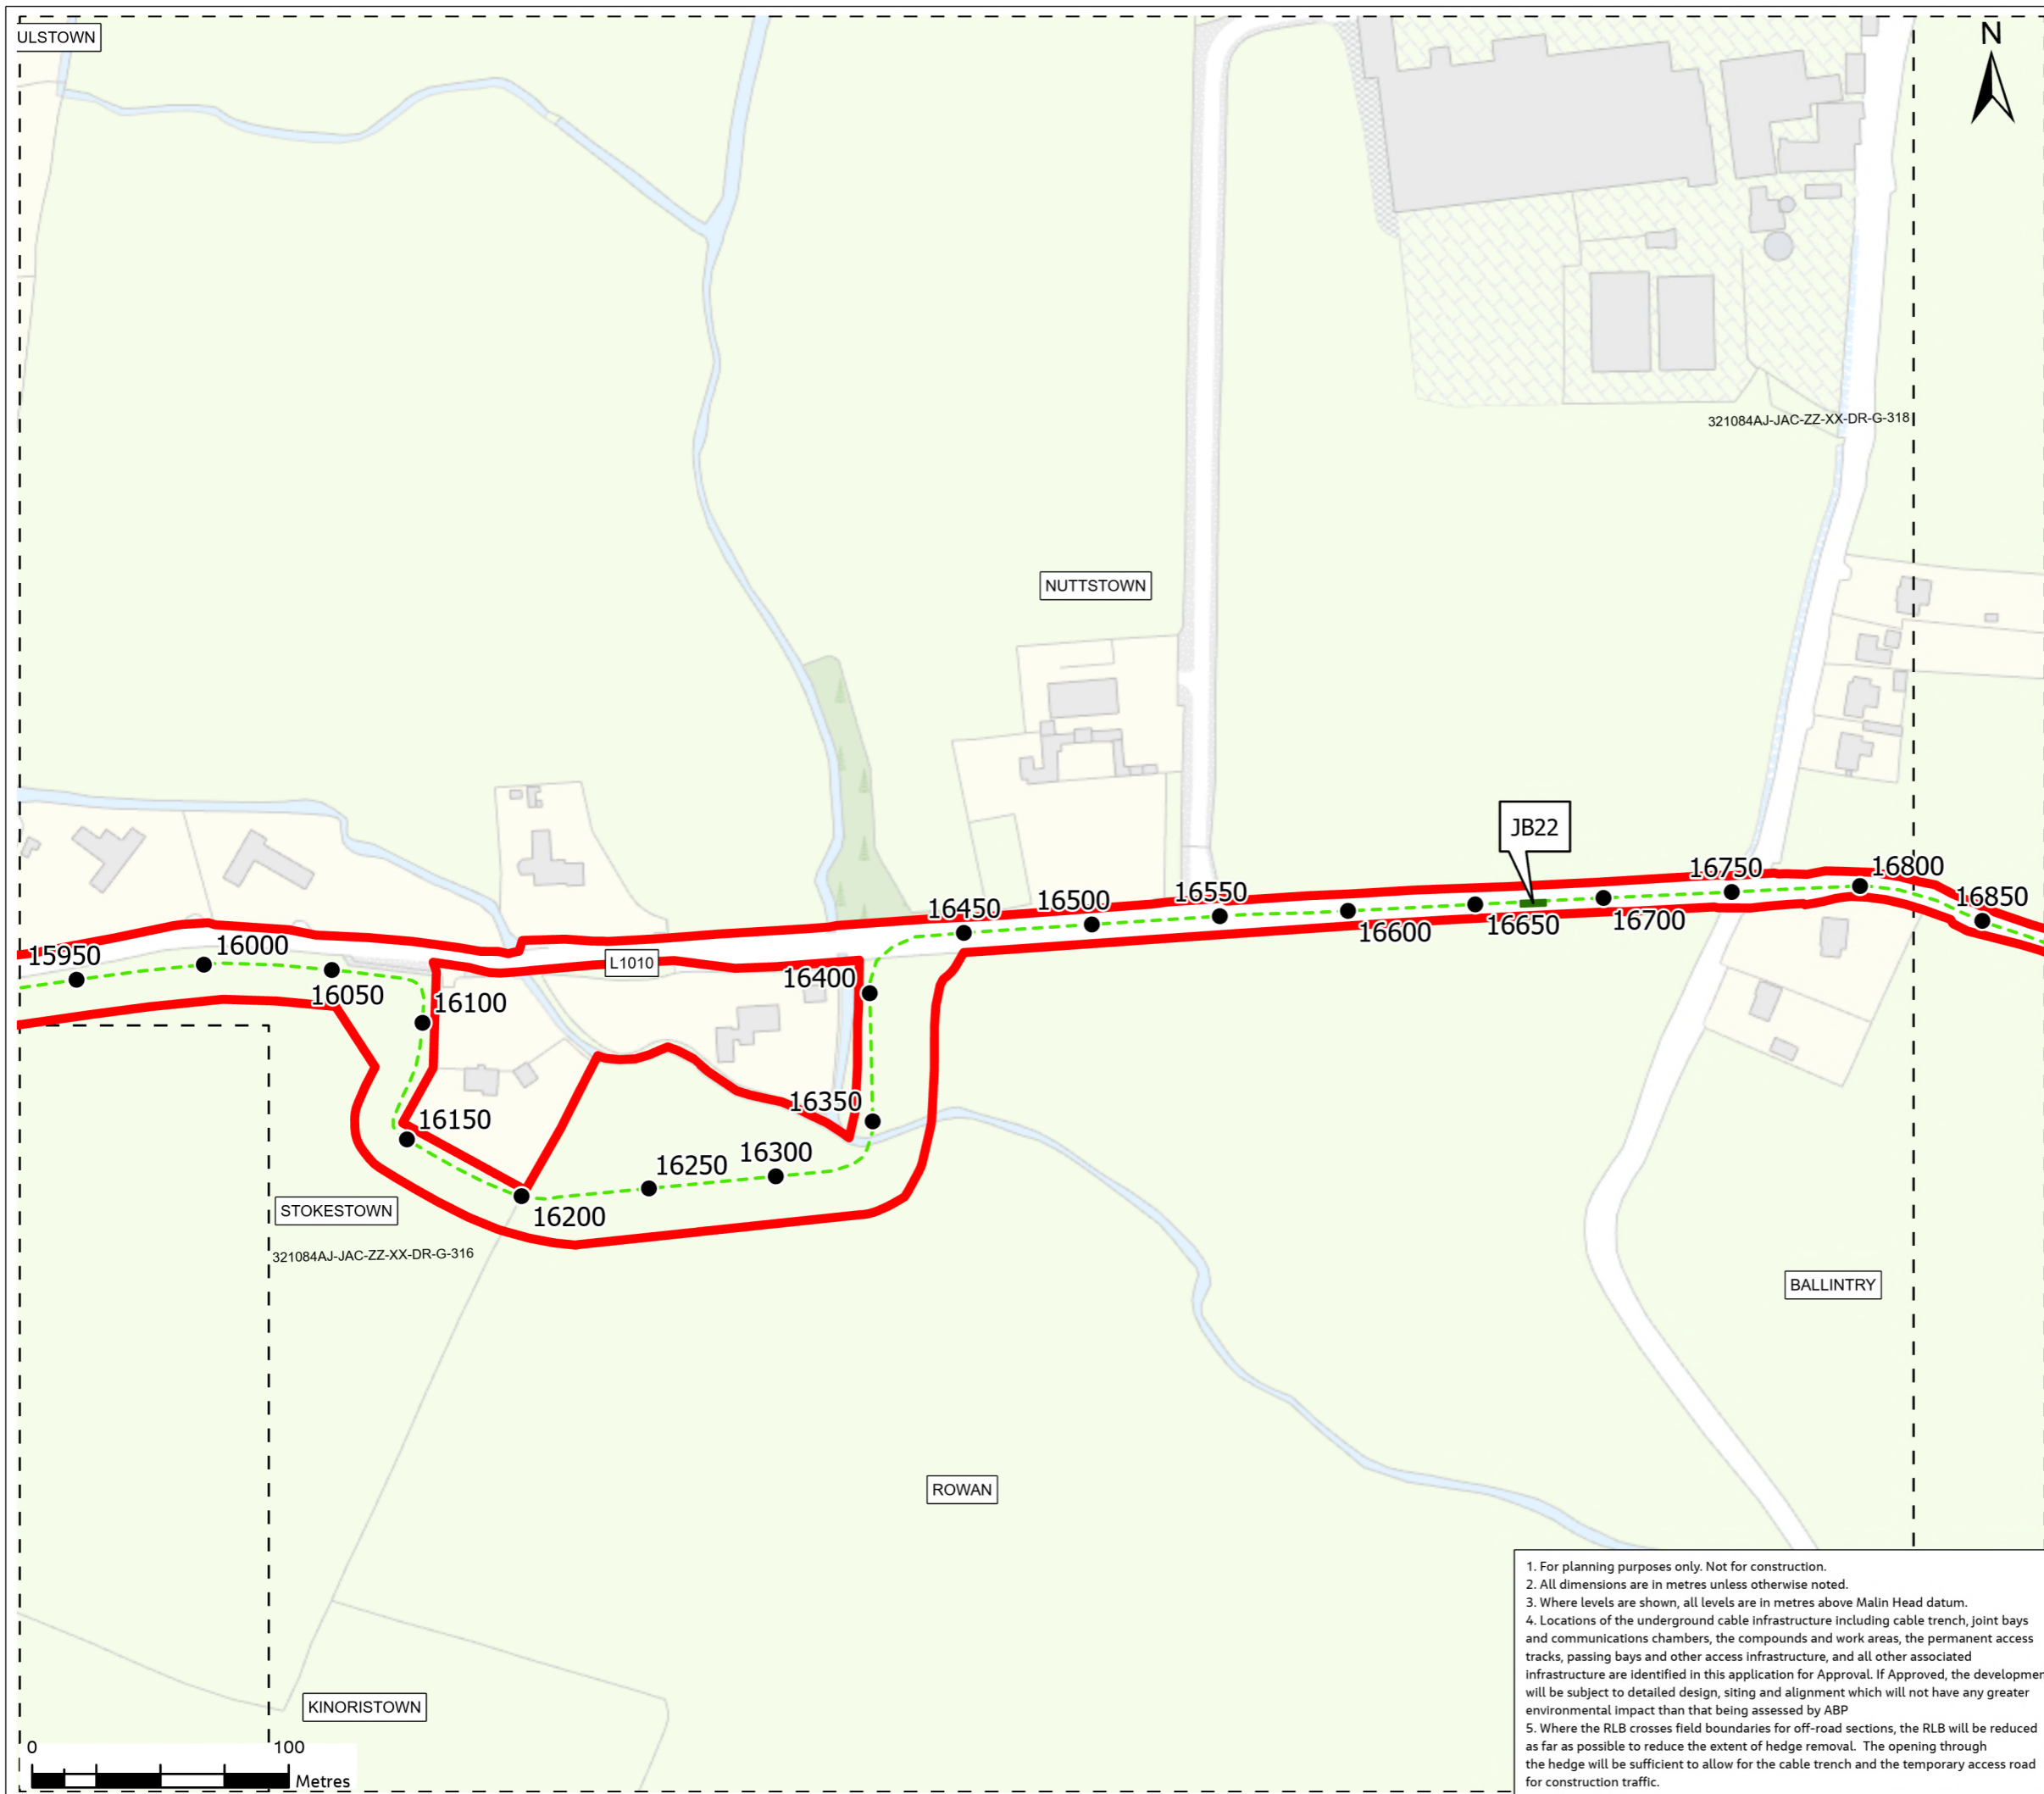 ULSTOWN
N
321084AJ-JAC-ZZ-XX-DR-G-318
NUTTSTOWN
JB22
16750
16800
16850
16450
16500
16550
16600
16650
16700
15950
16000
16050
L1010
16400
16100
16350
16150
16250
16300
16200
STOKESTOWN
321084AJ-JAC-ZZ-XX-DR-G-316
BALLINTRY
ROWAN
KINORISTOWN
0 100
Metres
1. For planning purposes only. Not for construction.
2. All dimensions are in metres unless otherwise noted.
3. Where levels are shown, all levels are in metres above Malin Head datum.
4. Locations of the underground cable infrastructure including cable trench, joint bays
and communications chambers, the compounds and work areas, the permanent access
tracks, passing bays and other access infrastructure, and all other associated
infrastructure are identified in this application for Approval. If Approved, the developmen
will be subject to detailed design, siting and alignment which will not have any greater
environmental impact than that being assessed by ABP
5. Where the RLB crosses field boundaries for off-road sections, the RLB will be reduced
as far as possible to reduce the extent of hedge removal. The opening through
the hedge will be sufficient to allow for the cable trench and the temporary access road
for construction traffic.